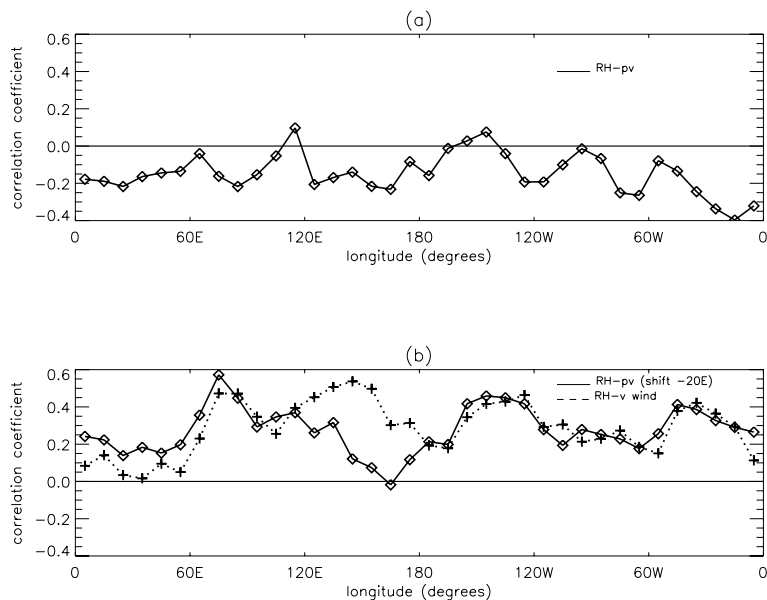 (a)
0.6
0.4
0.2
0.0
−0.2
−0.4
correlation coefficient
RH−pv
0 60E 120E 180 120W 60W 0
longitude (degrees)
(b)
0.6
0.4
0.2
0.0
−0.2
−0.4
correlation coefficient
RH−pv (shift −20E)
RH−v wind
0 60E 120E 180 120W 60W 0
longitude (degrees)